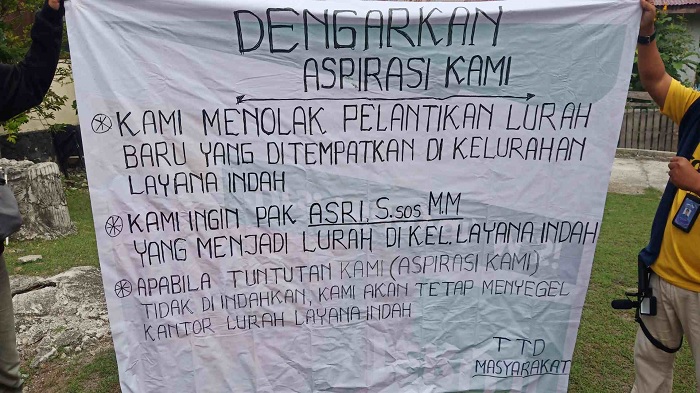 DENGARKAN
ASPIRASI KAMI
KAMI MENOLAK PELANTIKAN LURAH
BARU YANG DITEMPATKAN DI KELURAHAN
LAYANA INDAH
KAMI INGIN PAK ASRI, S.sos MM
YANG MENJADI LURAH DI KEL. LAYANA INDAH
APABILA TUNTUTAN KAMI (ASPIRASI KAMI)
TIDAK DI INDAHKAN, KAMI AKAN TETAP MENYEGEL
KANTOR LURAH LAYANA INDAH
TTD
MASYARAKAT